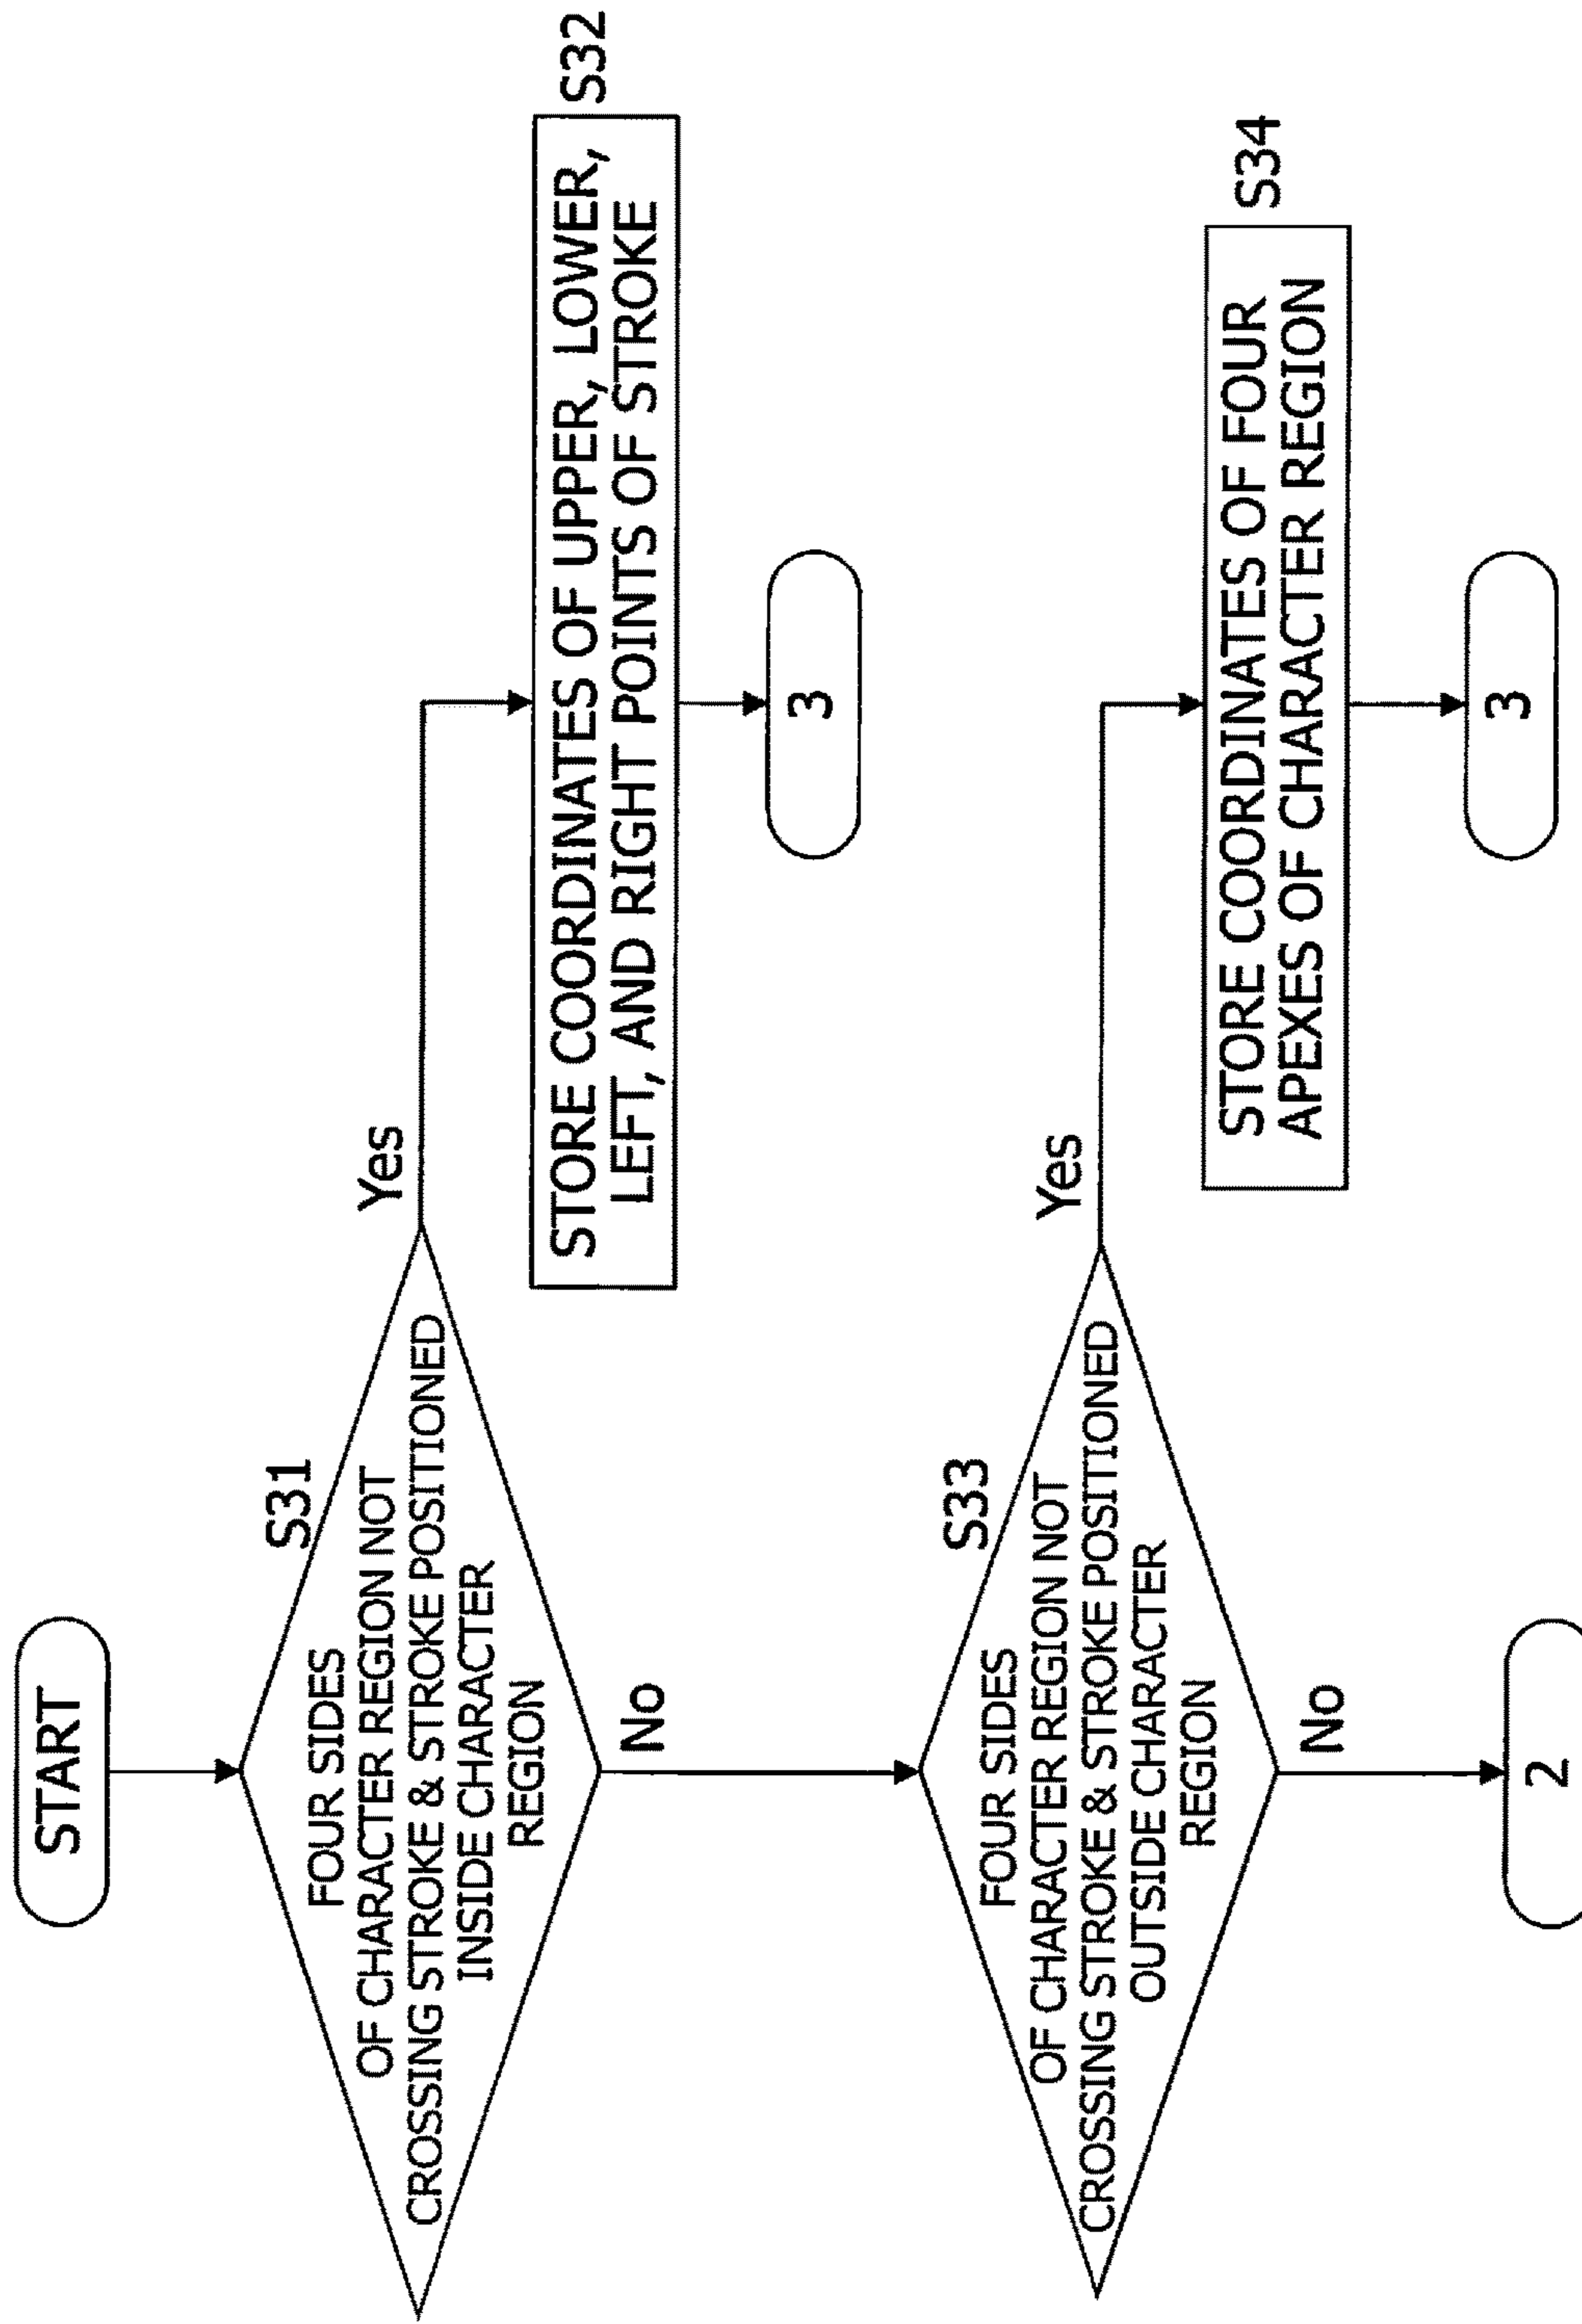 START
S31
FOUR SIDES
OF CHARACTER REGION NOT
CROSSING STROKE & STROKE POSITIONED
INSIDE CHARACTER
REGION
Yes
S32
STORE COORDINATES OF UPPER, LOWER,
LEFT, AND RIGHT POINTS OF STROKE
3
No
S33
FOUR SIDES
OF CHARACTER REGION NOT
CROSSING STROKE & STROKE POSITIONED
OUTSIDE CHARACTER
REGION
Yes
S34
STORE COORDINATES OF FOUR
APEXES OF CHARACTER REGION
3
No
2